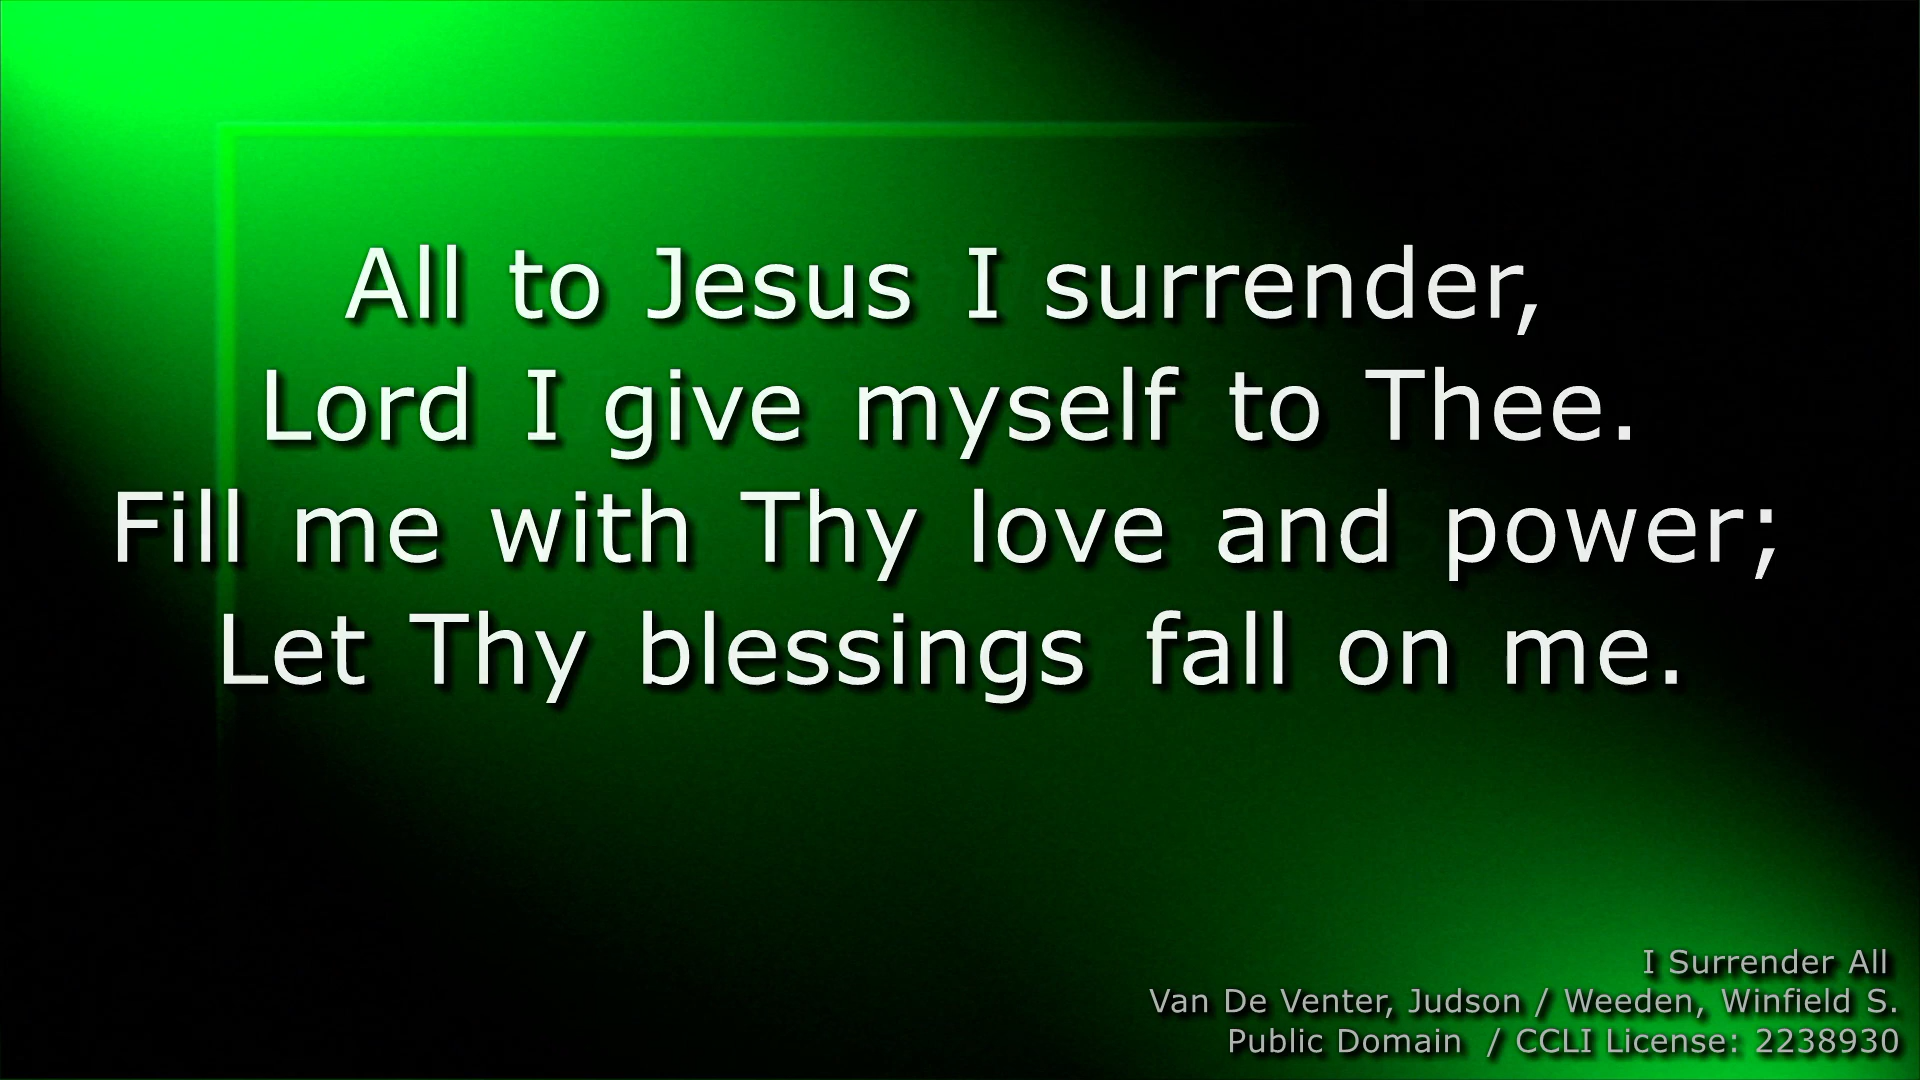 All to Jesus I surrender,
Lord I give myself to Thee.
Fill me with Thy love and power;
Let Thy blessings fall on me.
I Surrender All
Van De Venter, Judson / Weeden, Winfield S.
Public Domain / CCLI License: 2238930